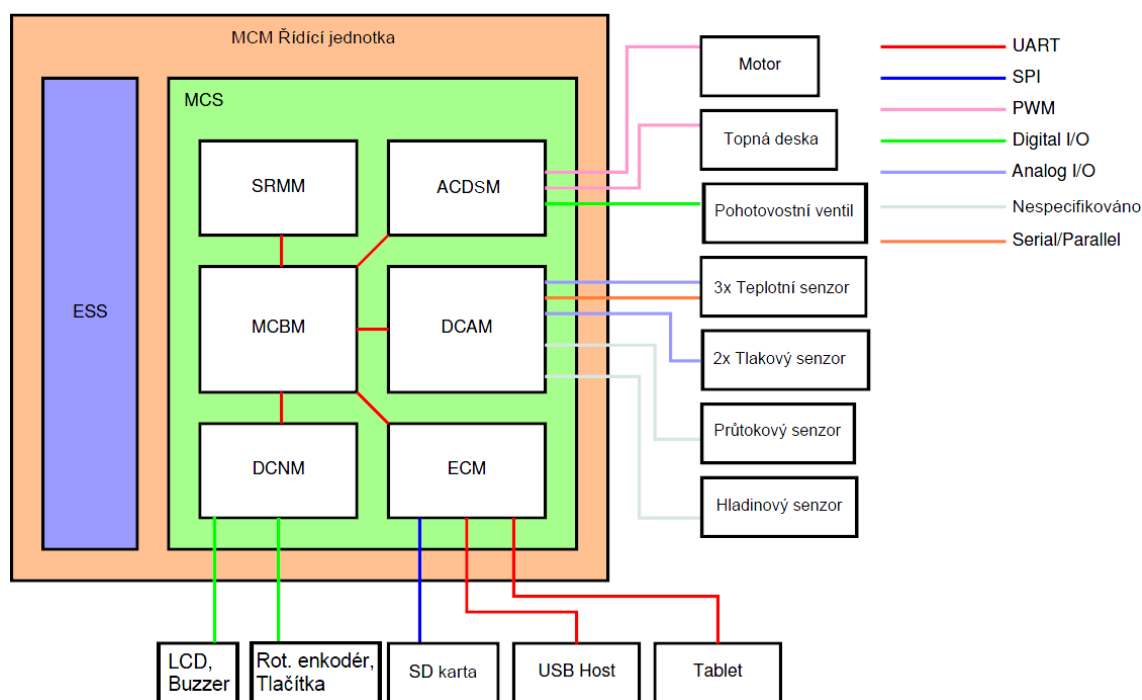 MCM Řídící jednotka
ESS
MCS
SRMM
ACDSM
MCBM
DCAM
DCNM
ECM
Motor
Topná deska
Pohotovostní ventil
3x Teplotní senzor
2x Tlakový senzor
Průtokový senzor
Hladinový senzor
UART
SPI
PWM
Digital I/O
Analog I/O
Nespecifikováno
Serial/Parallel
LCD,
Buzzer
Rot. enkodér,
Tlačítka
SD karta
USB Host
Tablet